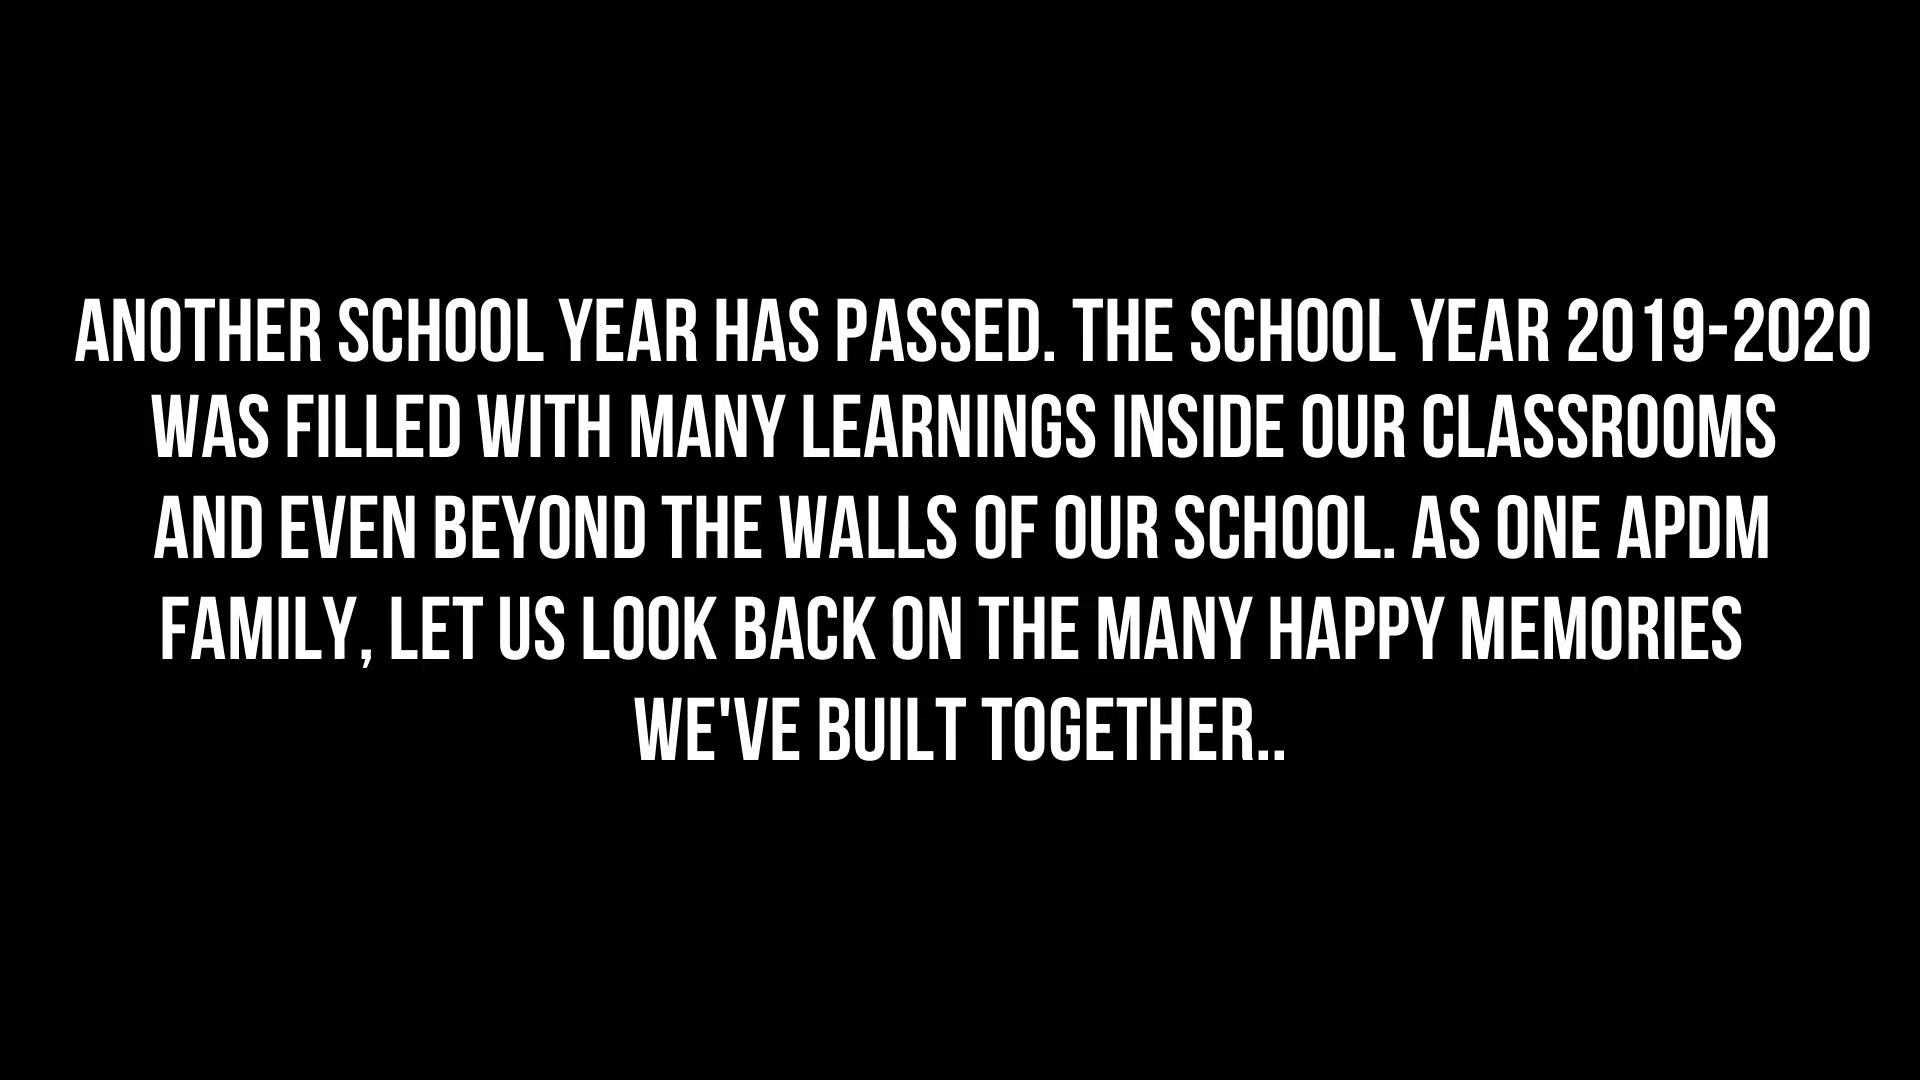 ANOTHER SCHOOL YEAR HAS PASSED. THE SCHOOL YEAR 2019-2020
WAS FILLED WITH MANY LEARNINGS INSIDE OUR CLASSROOMS
AND EVEN BEYOND THE WALLS OF OUR SCHOOL. AS ONE APDM
FAMILY, LET US LOOK BACK ON THE MANY HAPPY MEMORIES
WE'VE BUILT TOGETHER..